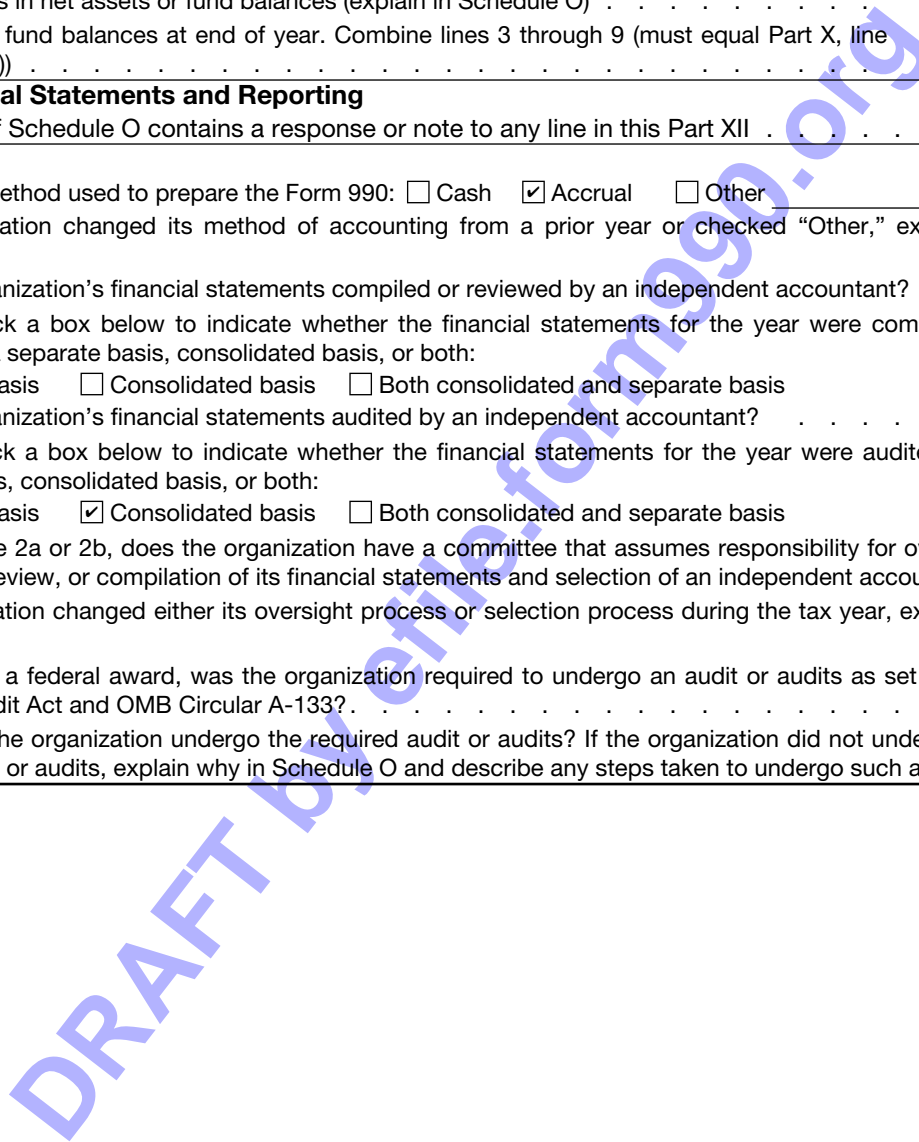 s in net assets or fund balances (explain in Schedule O) . . . . . . . . .
fund balances at end of year. Combine lines 3 through 9 (must equal Part X, line
)) . . . . . . . . . . . . . . . . . . . . . . . . . . .
al Statements and Reporting
f Schedule O contains a response or note to any line in this Part XII . . . . .
ethod used to prepare the Form 990: ☐ Cash ☑ Accrual ☐ Other
ation changed its method of accounting from a prior year or checked “Other,” ex
anization’s financial statements compiled or reviewed by an independent accountant?
ck a box below to indicate whether the financial statements for the year were com
separate basis, consolidated basis, or both:
asis ☐ Consolidated basis ☐ Both consolidated and separate basis
anization’s financial statements audited by an independent accountant? . . . .
ck a box below to indicate whether the financial statements for the year were audite
s, consolidated basis, or both:
asis ☑ Consolidated basis ☐ Both consolidated and separate basis
e 2a or 2b, does the organization have a committee that assumes responsibility for o
eview, or compilation of its financial statements and selection of an independent accou
ation changed either its oversight process or selection process during the tax year, ex
a federal award, was the organization required to undergo an audit or audits as set
dit Act and OMB Circular A-133? . . . . . . . . . . . . . . . . . .
he organization undergo the required audit or audits? If the organization did not unde
or audits, explain why in Schedule O and describe any steps taken to undergo such a
DRAFT by efile.form990.org